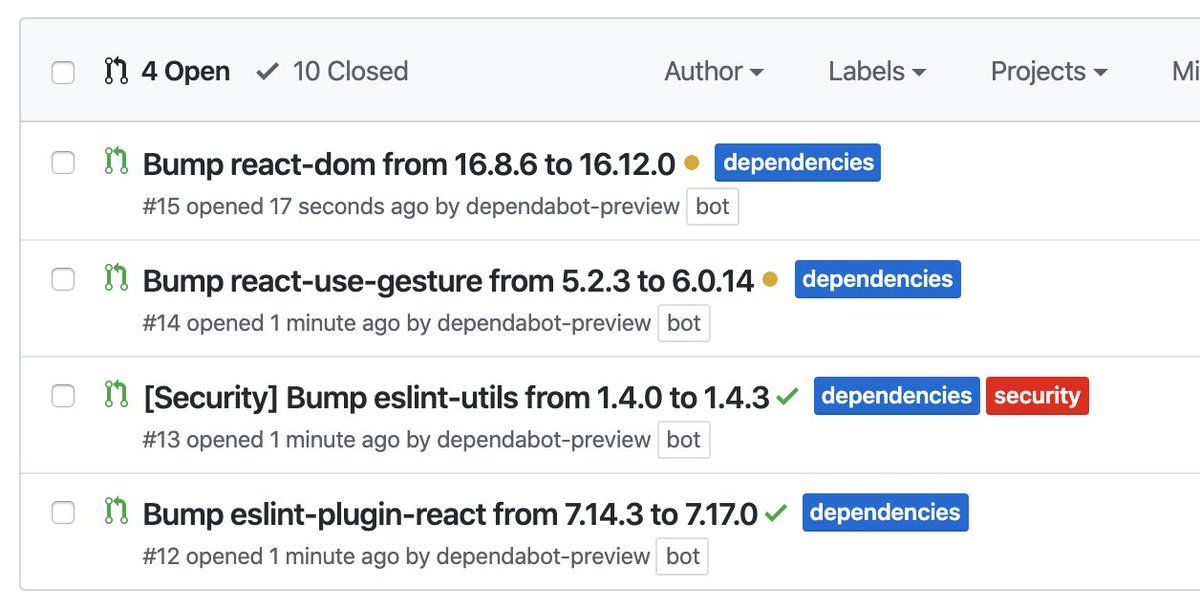 4 Open 10 Closed Author Labels Projects Mi
Bump react-dom from 16.8.6 to 16.12.0 dependencies
#15 opened 17 seconds ago by dependabot-preview bot
Bump react-use-gesture from 5.2.3 to 6.0.14 dependencies
#14 opened 1 minute ago by dependabot-preview bot
[Security] Bump eslint-utils from 1.4.0 to 1.4.3 dependencies security
#13 opened 1 minute ago by dependabot-preview bot
Bump eslint-plugin-react from 7.14.3 to 7.17.0 dependencies
#12 opened 1 minute ago by dependabot-preview bot